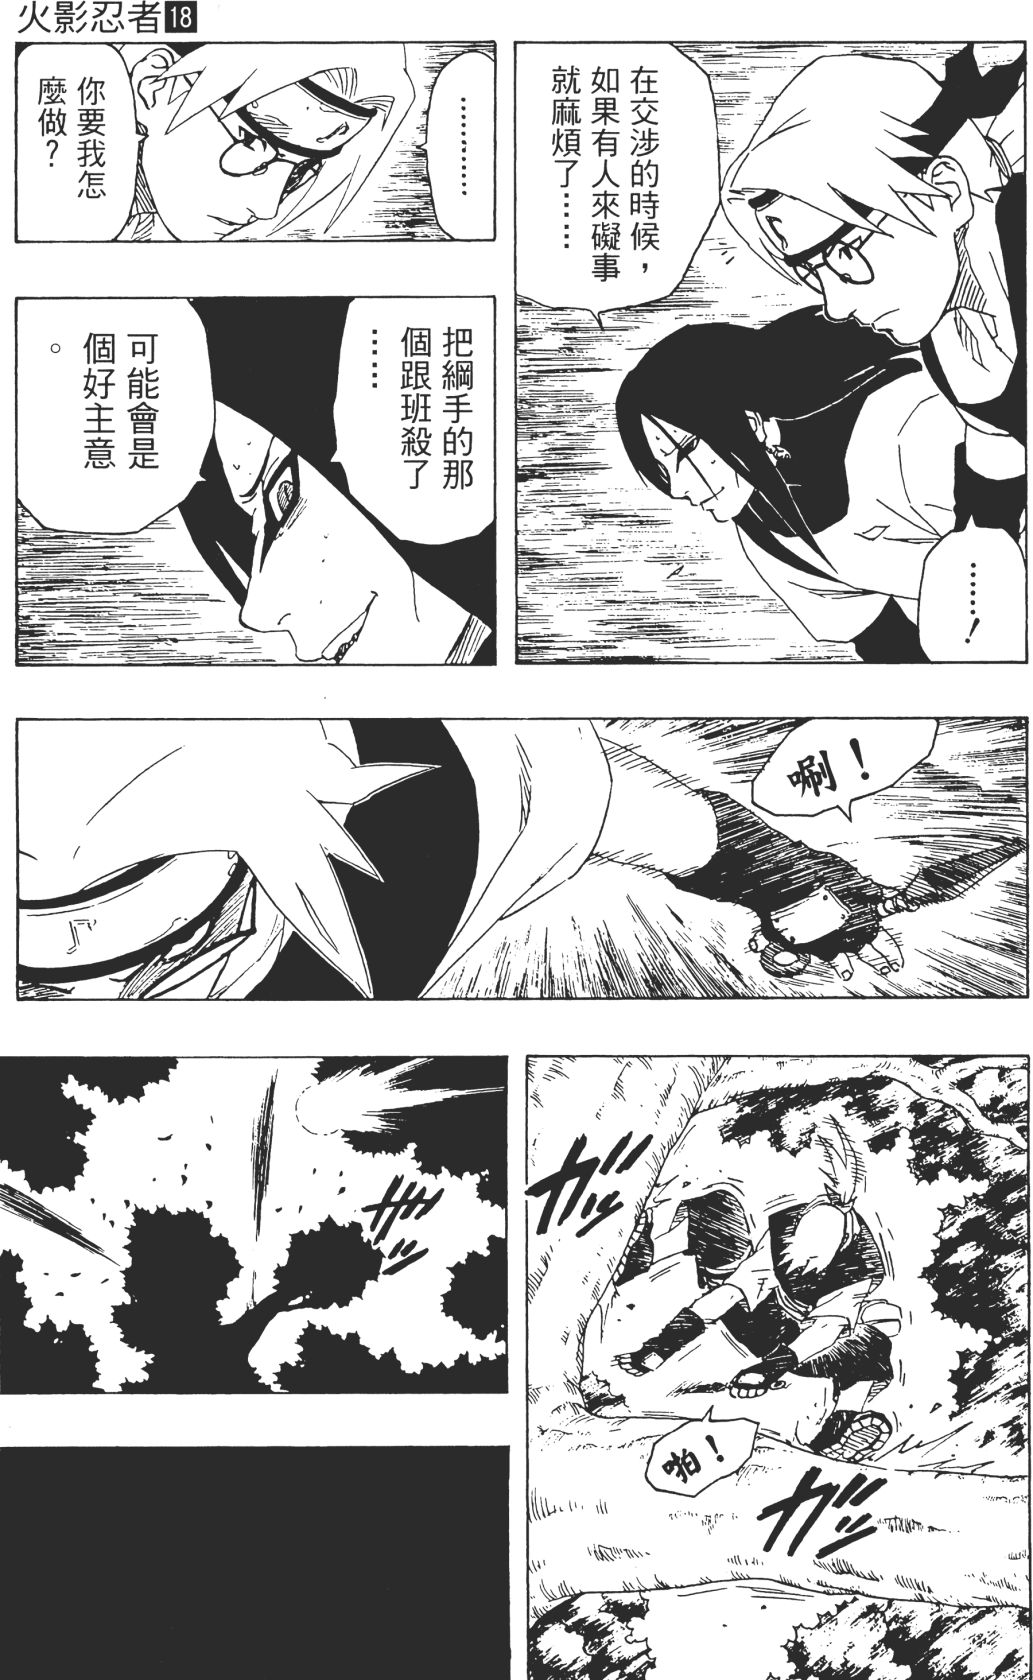 火影忍者18
在交涉的時候，
如果有人來礙事
就麻煩了……
………！
………
你要我怎
麼做？
把綱手的那
個跟班殺了
……
可能會是
個好主意
。
唰！
ガッ
啪！
ガッ
ガッ